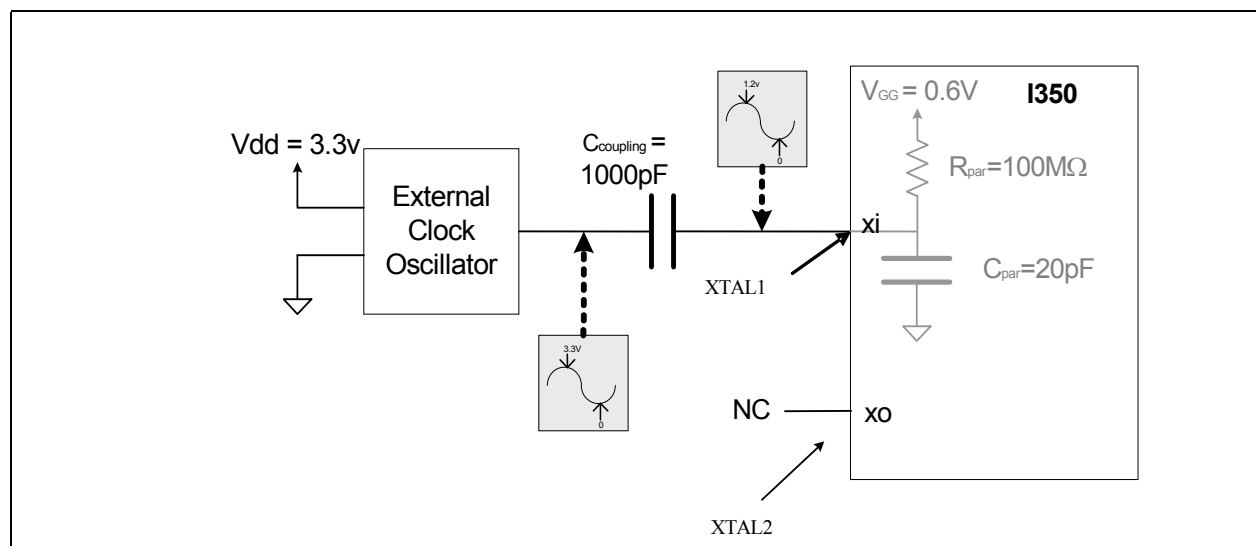 Vdd = 3.3v
External
Clock
Oscillator
3.3V
0
Ccoupling =
1000pF
1.2v
0
XTAL1
VGG = 0.6V
I350
Rpar=100MΩ
xi
Cpar=20pF
NC
xo
XTAL2